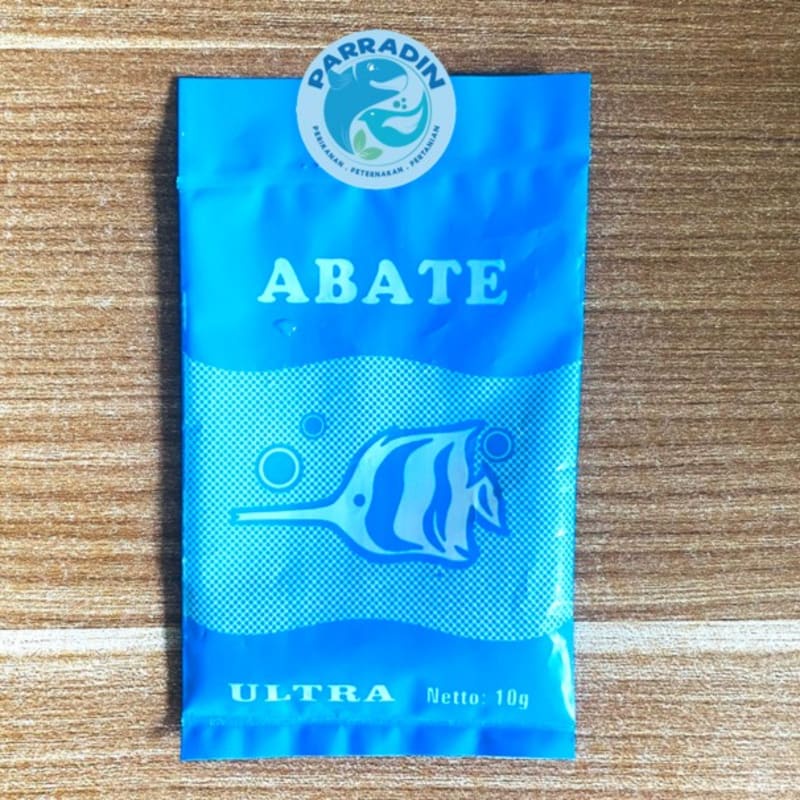 PARRADIN
PERIKANAN . PETERNAKAN . PERTANIAN
ABATE
ULTRA
Netto: 10g